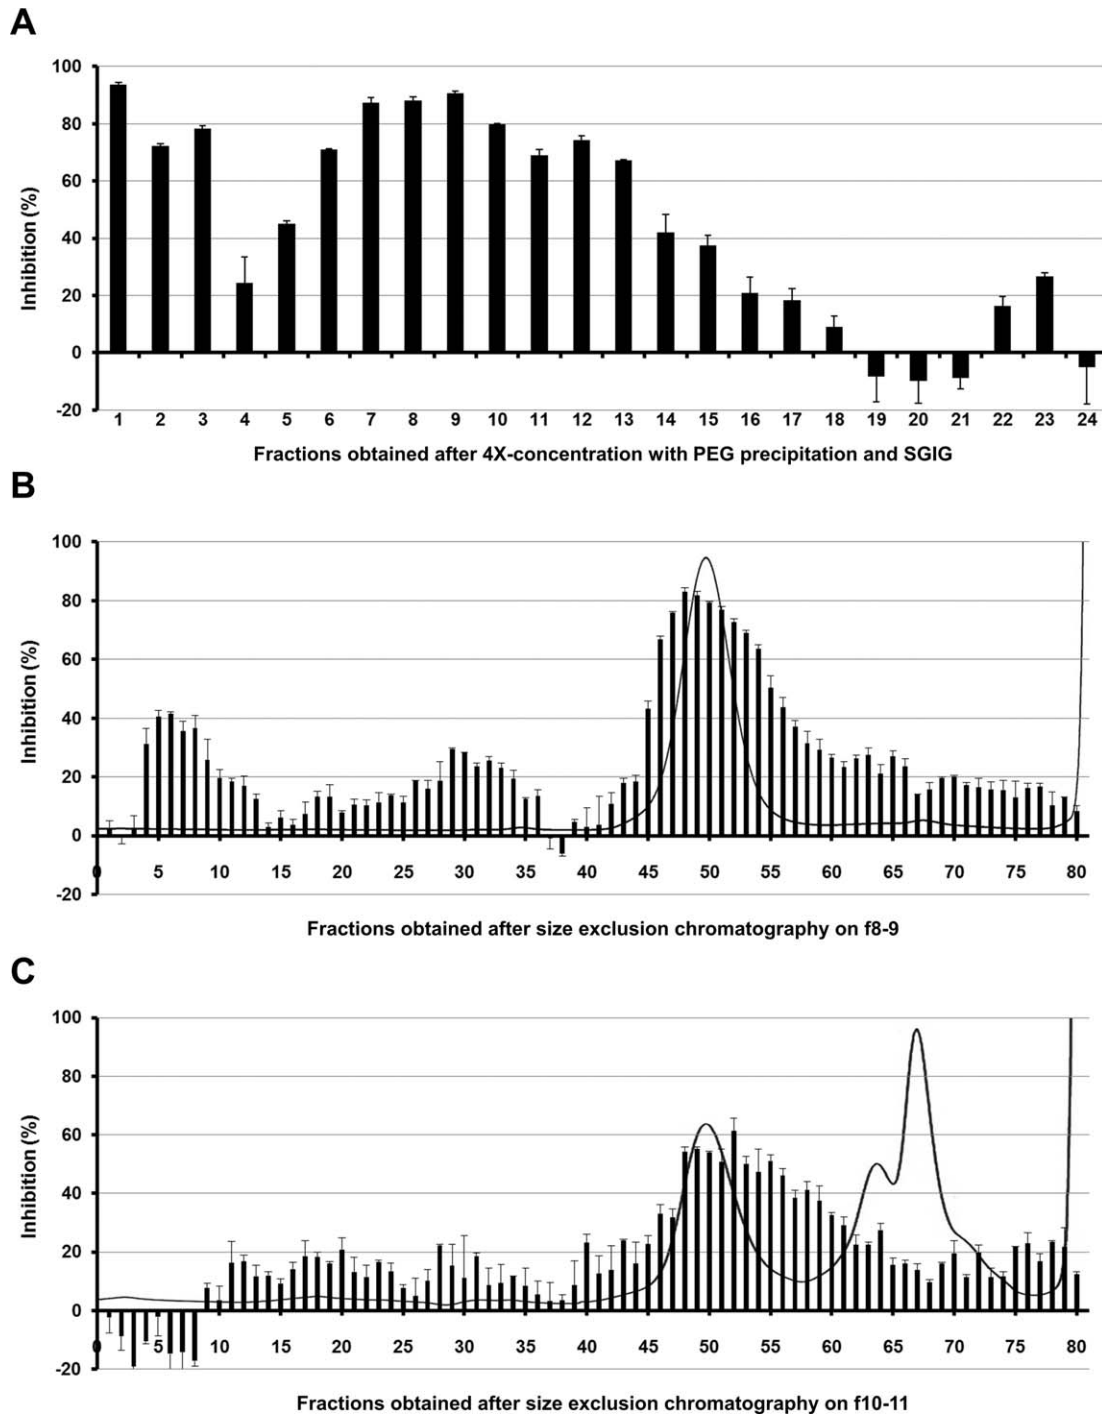 A
100
80
60
40
20
0
-20
Inhibition (%)
1 2 3 4 5 6 7 8 9 10 11 12 13 14 15 16 17 18 19 20 21 22 23 24
Fractions obtained after 4X-concentration with PEG precipitation and SGIG
B
100
80
60
40
20
0
-20
Inhibition (%)
0 5 10 15 20 25 30 35 40 45 50 55 60 65 70 75 80
Fractions obtained after size exclusion chromatography on f8-9
C
100
80
60
40
20
0
-20
Inhibition (%)
0 5 10 15 20 25 30 35 40 45 50 55 60 65 70 75 80
Fractions obtained after size exclusion chromatography on f10-11